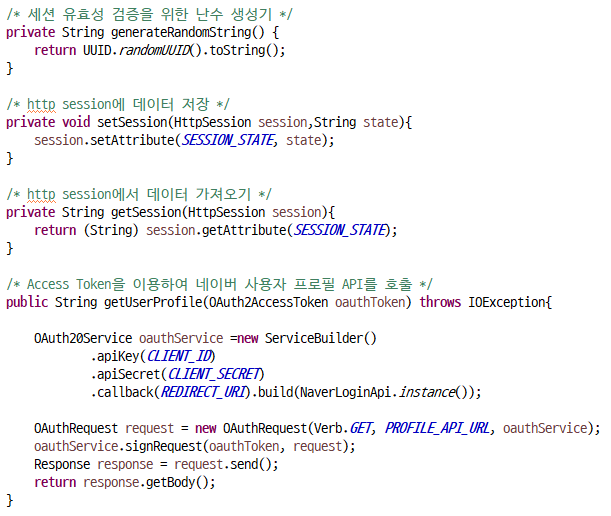 /* 세션 유효성 검증을 위한 난수 생성기 */
private String generateRandomString() {
    return UUID.randomUUID().toString();
}

/* http session에 데이터 저장 */
private void setSession(HttpSession session,String state){
    session.setAttribute(SESSION_STATE, state);
}

/* http session에서 데이터 가져오기 */
private String getSession(HttpSession session){
    return (String) session.getAttribute(SESSION_STATE);
}

/* Access Token을 이용하여 네이버 사용자 프로필 API를 호출 */
public String getUserProfile(OAuth2AccessToken oauthToken) throws IOException{

    OAuth20Service oauthService =new ServiceBuilder()
            .apiKey(CLIENT_ID)
            .apiSecret(CLIENT_SECRET)
            .callback(REDIRECT_URI).build(NaverLoginApi.instance());

    OAuthRequest request = new OAuthRequest(Verb.GET, PROFILE_API_URL, oauthService);
    oauthService.signRequest(oauthToken, request);
    Response response = request.send();
    return response.getBody();
}